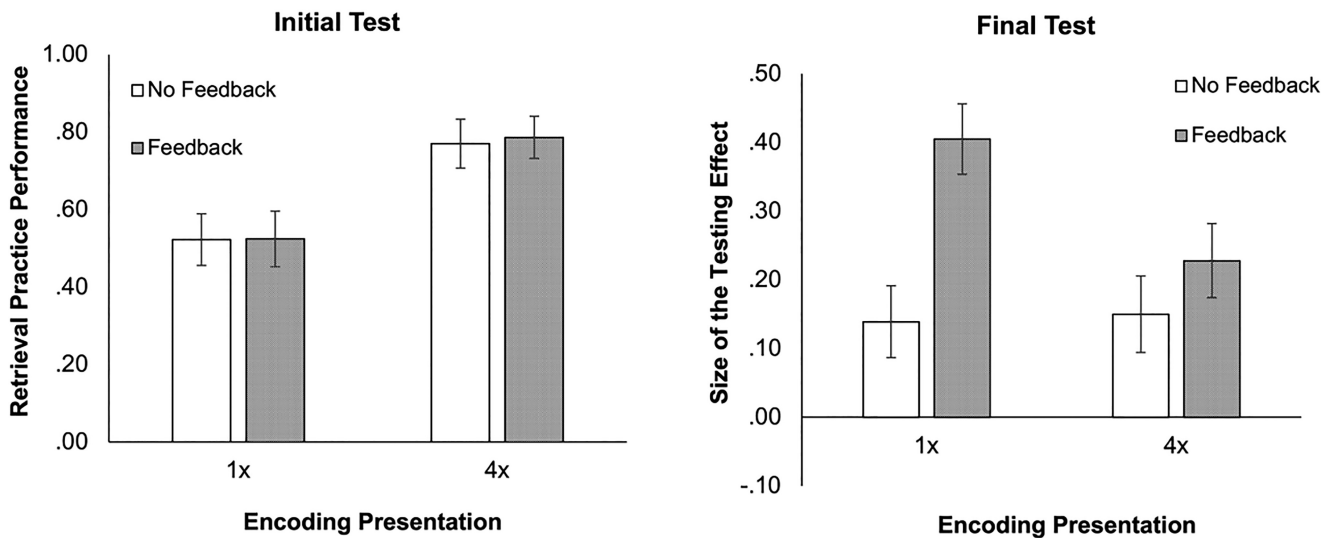 Initial Test
Retrieval Practice Performance
1.00
.80
.60
.40
.20
.00
No Feedback
Feedback
1x
4x
Encoding Presentation
Final Test
Size of the Testing Effect
.50
.40
.30
.20
.10
.00
-.10
No Feedback
Feedback
1x
4x
Encoding Presentation